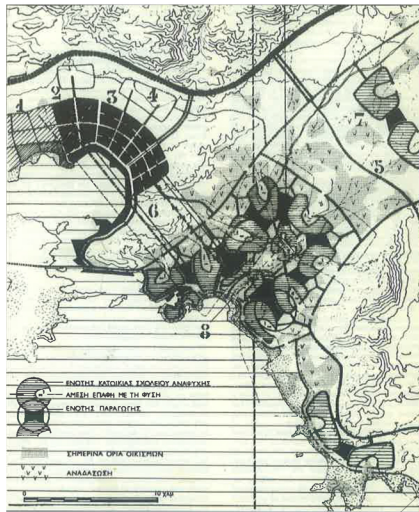 1
2
3
4
7
5
6
8
ΕΝΟΤΗΣ ΚΑΤΟΙΚΙΑΣ ΣΧΟΛΕΙΟΥ ΑΝΑΨΥΧΗΣ
ΑΜΕΣΗ ΕΠΑΦΗ ΜΕ ΤΗ ΦΥΣΗ
ΕΝΟΤΗΣ ΠΑΡΑΓΩΓΗΣ
ΣΗΜΕΡΙΝΑ ΟΡΙΑ ΟΙΚΙΣΜΩΝ
ΑΝΑΔΑΣΩΣΗ
0 10 ΧΛΜ